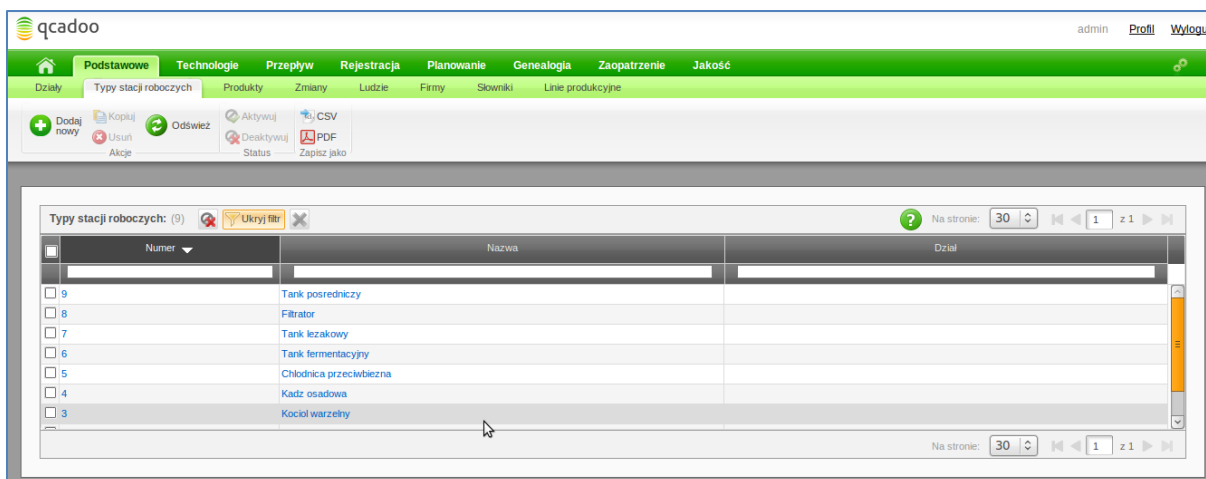 qcadoo
admin Profil Wylogu
Podstawowe Technologie Przepływ Rejestracja Planowanie Genealogia Zaopatrzenie Jakość
Działy Typy stacji roboczych Produkty Zmiany Ludzie Firmy Słowniki Linie produkcyjne
Dodaj nowy Kopiuj Usuń Odśwież Aktywuj Deaktywuj CSV PDF
Akcje Status Zapisz jako
Typy stacji roboczych: (9) Ukryj filtr ? Na stronie: 30 1 z 1
Numer Nazwa Dział
9 Tank posredniczy
8 Filtrator
7 Tank lezakowy
6 Tank fermentacyjny
5 Chlodnica przeciwbiezna
4 Kadz osadowa
3 Kociol warzelny
Na stronie: 30 1 z 1